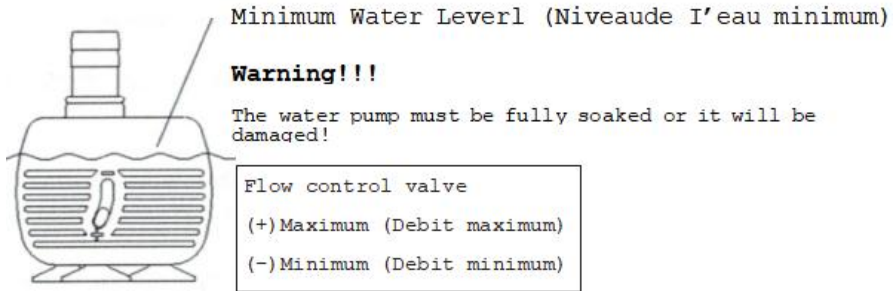 Minimum Water Leverl (Niveaude I'eau minimum)
Warning!!!
The water pump must be fully soaked or it will be
damaged!
Flow control valve
(+)Maximum (Debit maximum)
(-)Minimum (Debit minimum)